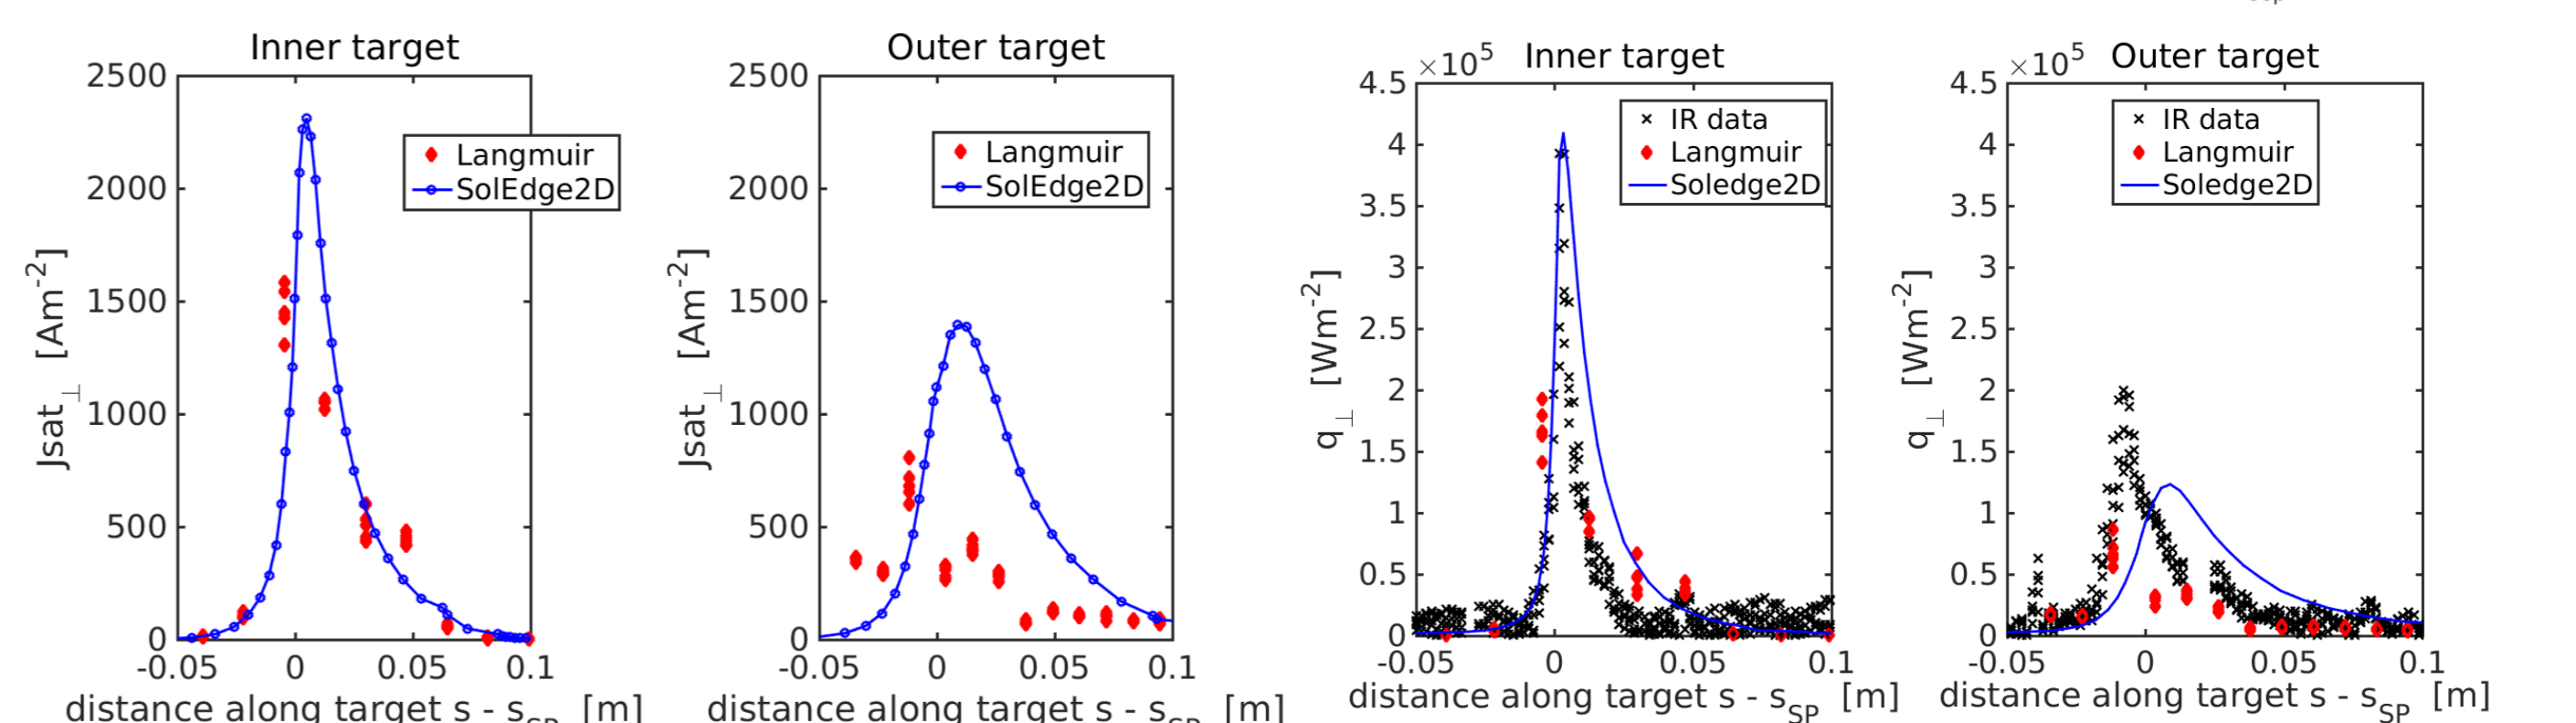 Inner target
2500
2000
1500
1000
500
0
-0.05
0
0.05
0.1
Jsat⊥ [Am-2]
distance along target s - sSP [m]
Langmuir
SolEdge2D
Outer target
2500
2000
1500
1000
500
0
-0.05
0
0.05
0.1
Jsat⊥ [Am-2]
distance along target s - sSP [m]
Langmuir
SolEdge2D
×10^5 Inner target
4.5
4
3.5
3
2.5
2
1.5
1
0.5
0
-0.05
0
0.05
0.1
q⊥ [Wm-2]
distance along target s - sSP [m]
IR data
Langmuir
Soledge2D
×10^5 Outer target
4.5
4
3.5
3
2.5
2
1.5
1
0.5
0
-0.05
0
0.05
0.1
q⊥ [Wm-2]
distance along target s - sSP [m]
IR data
Langmuir
Soledge2D